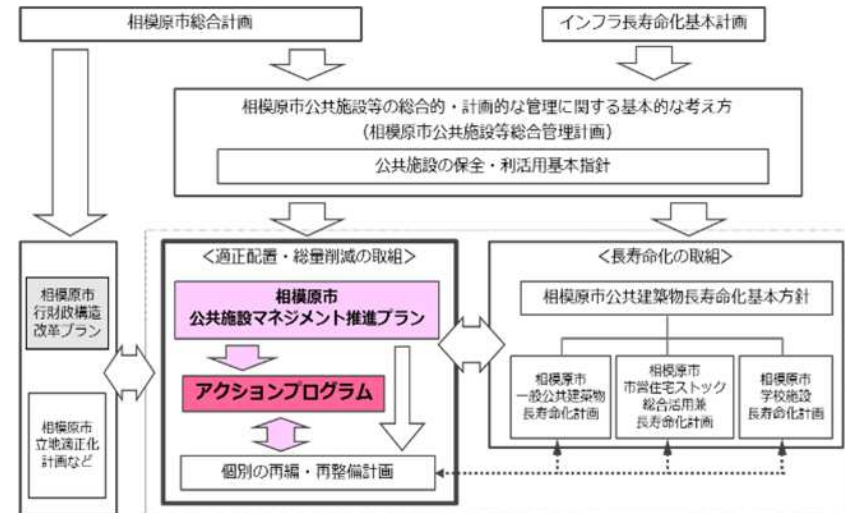 相模原市総合計画
インフラ長寿命化基本計画
相模原市公共施設等の総合的・計画的な管理に関する基本的な考え方
(相模原市公共施設等総合管理計画)
公共施設の保全・利活用基本指針
相模原市
行財政構造
改革プラン
相模原市
立地適正化
計画など
<適正配置・総量削減の取組>
相模原市
公共施設マネジメント推進プラン
アクションプログラム
個別の再編・再整備計画
<長寿命化の取組>
相模原市公共建築物長寿命化基本方針
相模原市
一般公共建築物
長寿命化計画
相模原市
市営住宅ストック
総合活用兼
長寿命化計画
相模原市
学校施設
長寿命化計画